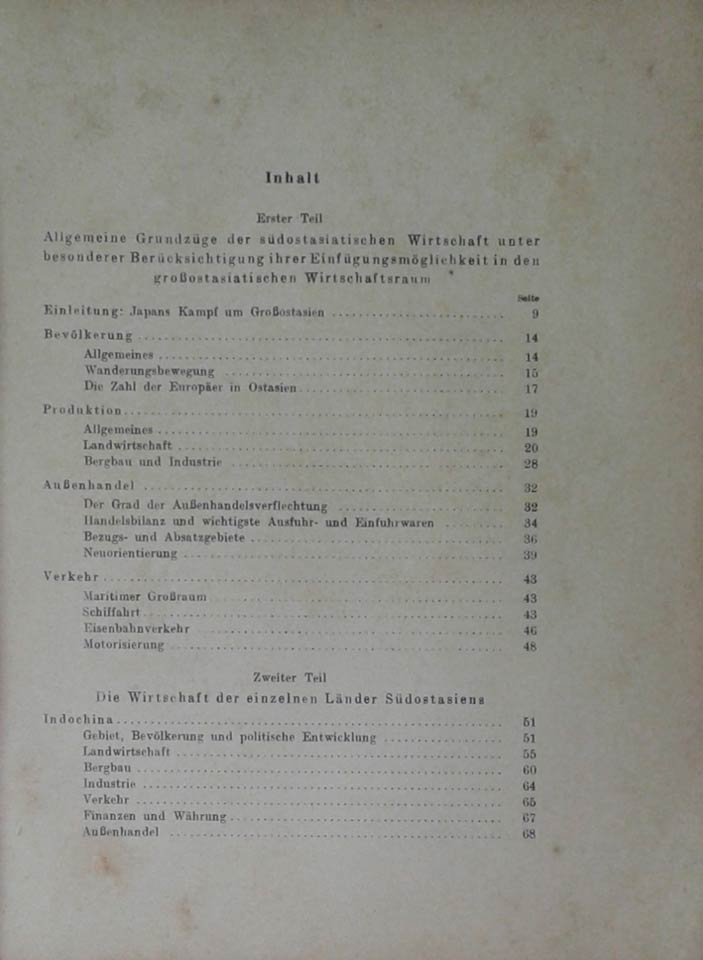 Inhalt
Erster Teil
Allgemeine Grundzüge der südostasiatischen Wirtschaft unter
besonderer Berücksichtigung ihrer Einfügungsmöglichkeit in den
großostasiatischen Wirtschaftsraum
Seite
Einleitung: Japans Kampf um Großostasien 9
Bevölkerung 14
Allgemeines 14
Wanderungsbewegung 15
Die Zahl der Europäer in Ostasien 17
Produktion 19
Allgemeines 19
Landwirtschaft 20
Bergbau und Industrie 28
Außenhandel 32
Der Grad der Außenhandelsverflechtung 32
Handelsbilanz und wichtigste Ausfuhr- und Einfuhrwaren 34
Bezugs- und Absatzgebiete 36
Neuorientierung 39
Verkehr 43
Maritimer Großraum 43
Schiffahrt 43
Eisenbahnverkehr 46
Motorisierung 48
Zweiter Teil
Die Wirtschaft der einzelnen Länder Südostasiens
Indochina 51
Gebiet, Bevölkerung und politische Entwicklung 51
Landwirtschaft 55
Bergbau 60
Industrie 64
Verkehr 65
Finanzen und Währung 67
Außenhandel 68